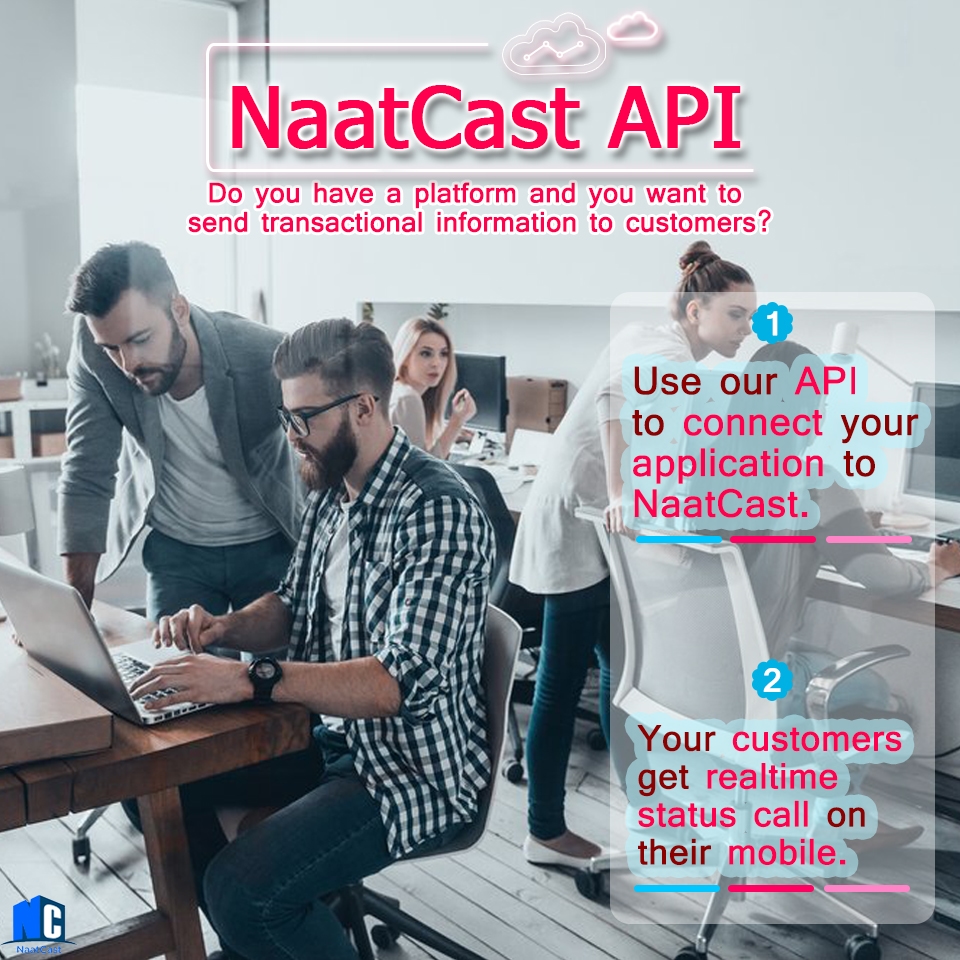 NaatCast API
Do you have a platform and you want to
send transactional information to customers?
1
Use our API
to connect your
application to
NaatCast.
2
Your customers
get realtime
status call on
their mobile.
NC
NaatCast